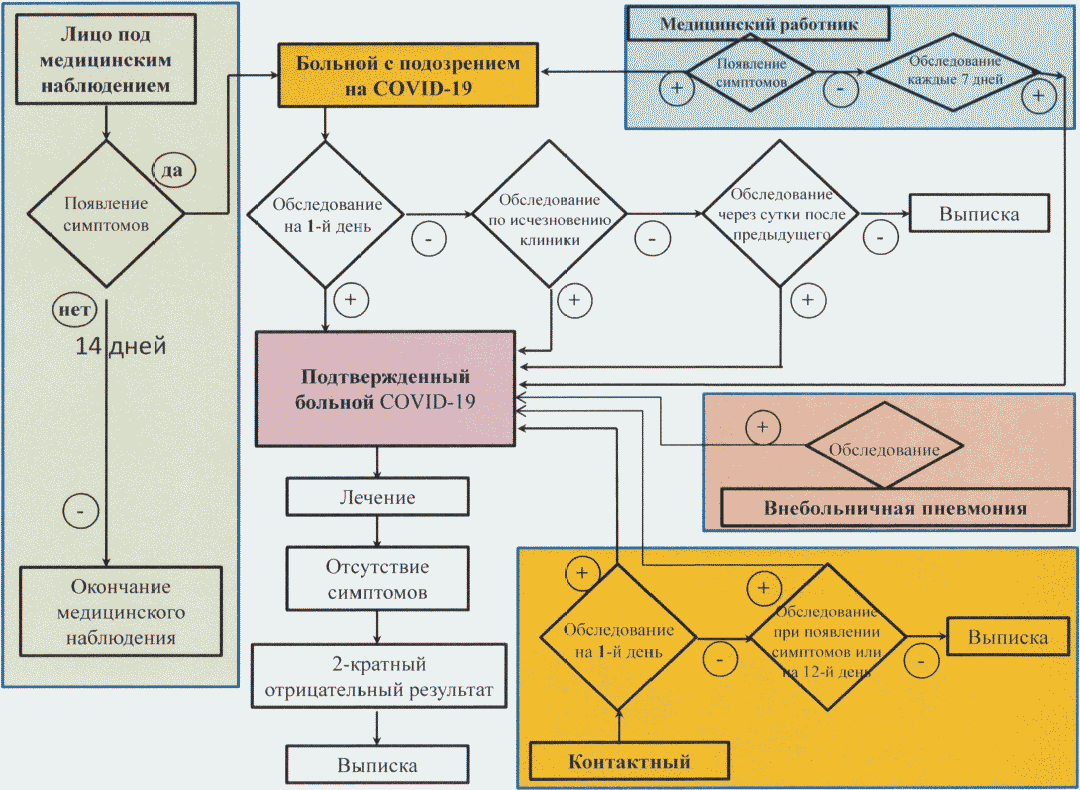 Лицо под
медицинским
наблюдением
да
Появление
симптомов
нет
14 дней
-
Окончание
медицинского
наблюдения
Больной с подозрением
на COVID-19
Медицинский работник
Появление
симптомов
+
-
Обследование
каждые 7 дней
+
Обследование
на 1-й день
-
+
Обследование
по исчезновению
клиники
-
+
Обследование
через сутки после
предыдущего
-
+
Выписка
Подтвержденный
больной COVID-19
Лечение
Отсутствие
симптомов
2-кратный
отрицательный результат
Выписка
+
Обследование
Внебольничная пневмония
+
Обследование
на 1-й день
-
+
Обследование
при появлении
симптомов или
на 12-й день
-
Выписка
Контактный